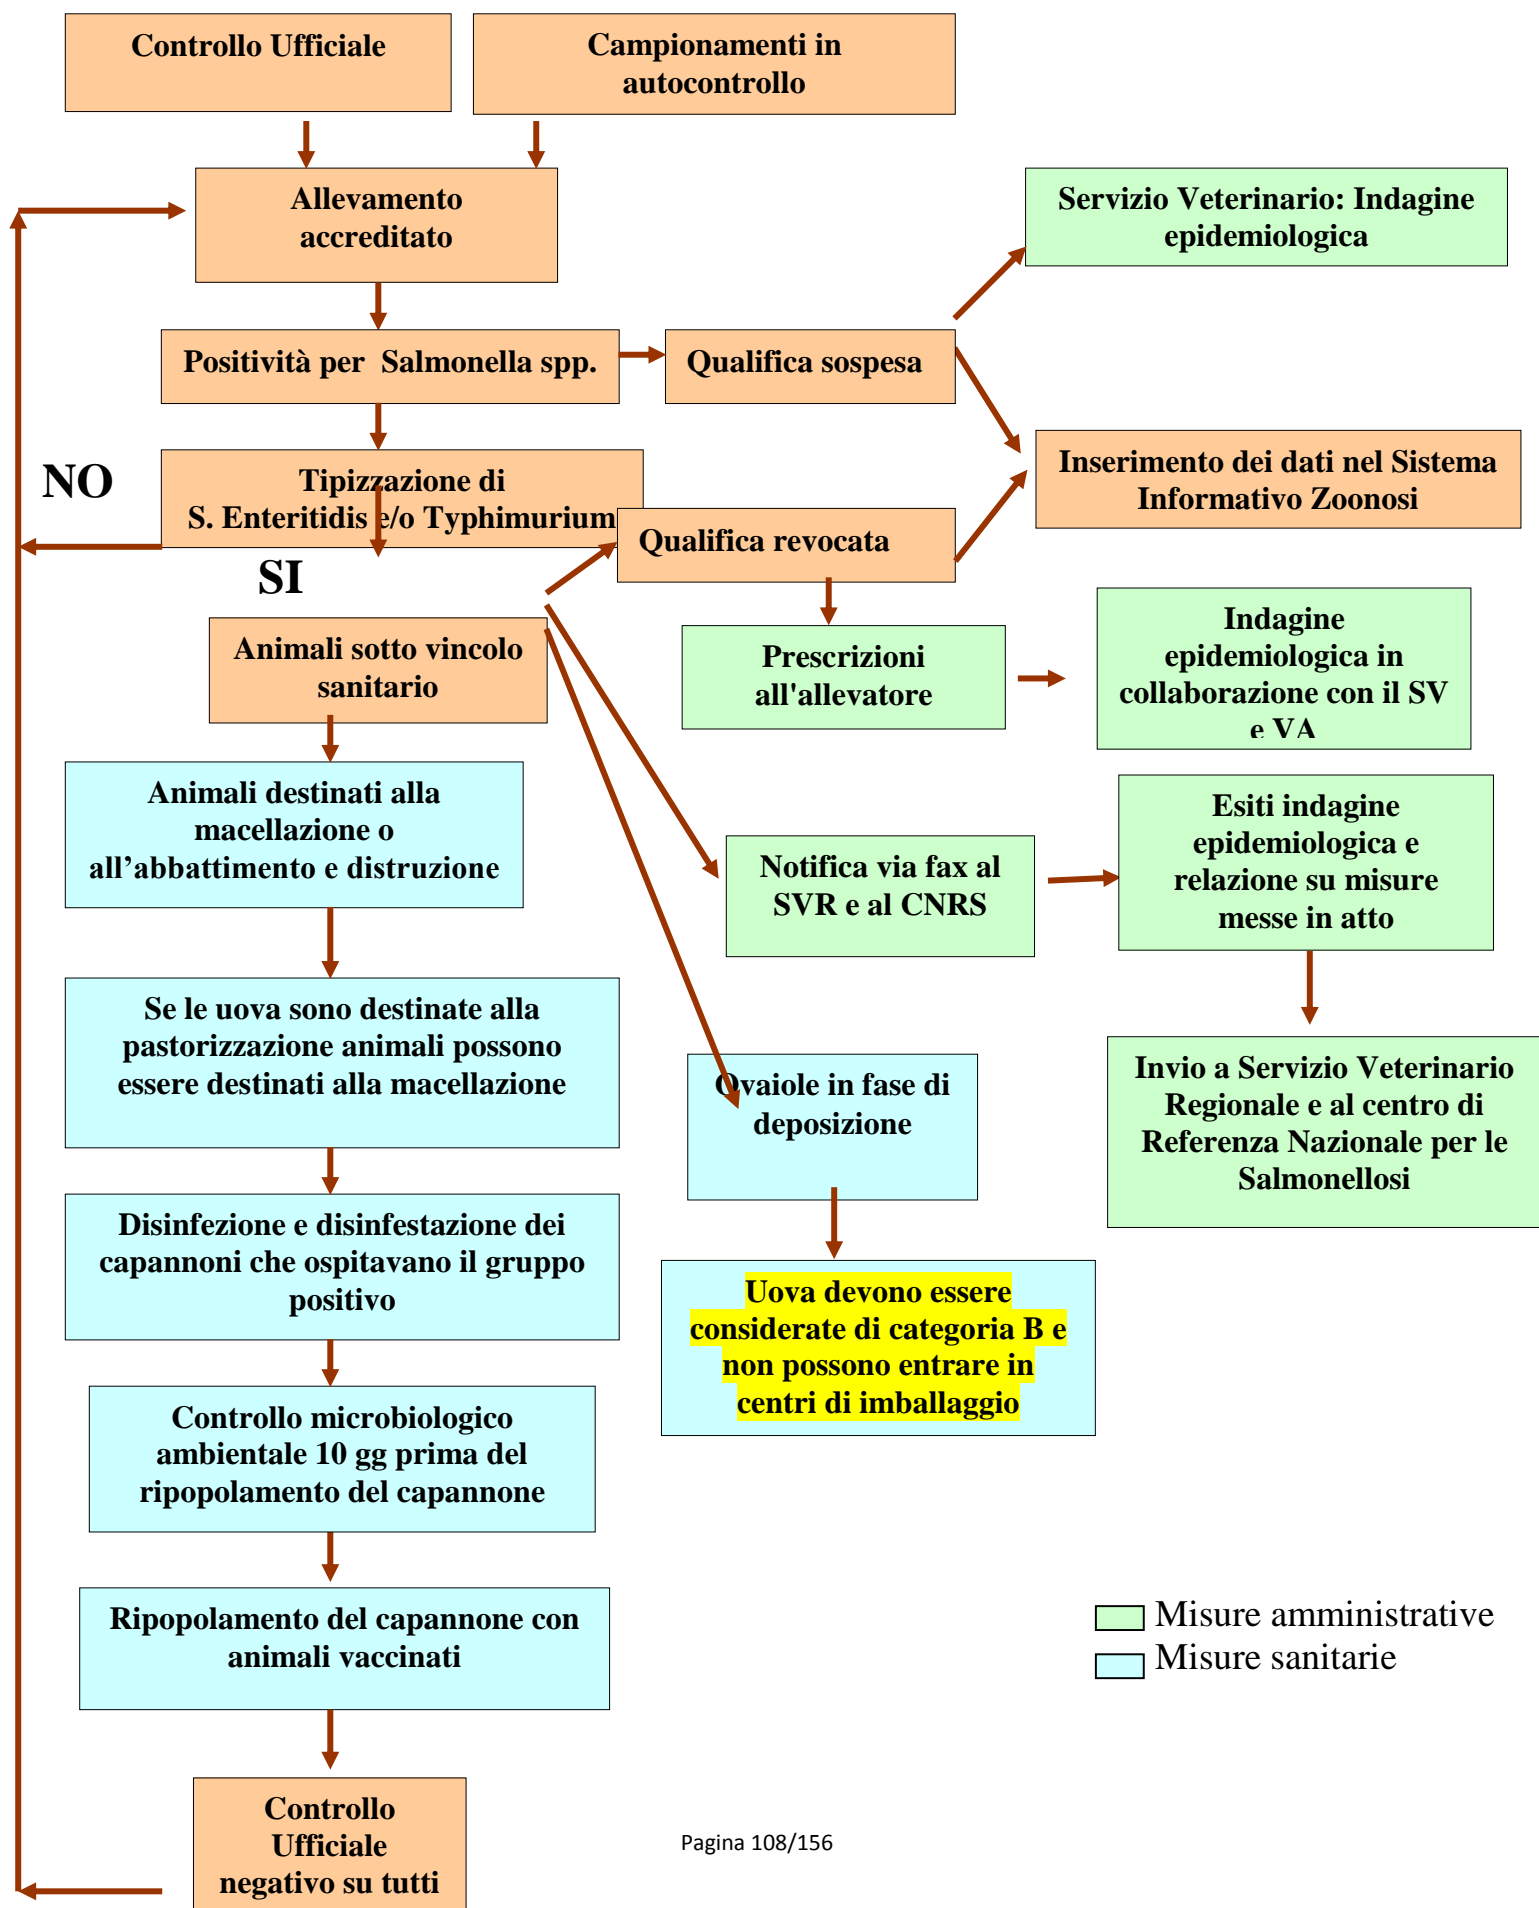 Controllo Ufficiale
Campionamenti in
autocontrollo
Allevamento
accreditato
Servizio Veterinario: Indagine
epidemiologica
Positività per Salmonella spp.
Qualifica sospesa
NO
Tipizzazione di
S. Enteritidis e/o Typhimurium
Inserimento dei dati nel Sistema
Informativo Zoonosi
Qualifica revocata
SI
Animali sotto vincolo
sanitario
Prescrizioni
all'allevatore
Indagine
epidemiologica in
collaborazione con il SV
e VA
Animali destinati alla
macellazione o
all’abbattimento e distruzione
Notifica via fax al
SVR e al CNRS
Esiti indagine
epidemiologica e
relazione su misure
messe in atto
Se le uova sono destinate alla
pastorizzazione animali possono
essere destinati alla macellazione
Ovaiole in fase di
deposizione
Invio a Servizio Veterinario
Regionale e al centro di
Referenza Nazionale per le
Salmonellosi
Disinfezione e disinfestazione dei
capannoni che ospitavano il gruppo
positivo
Uova devono essere
considerate di categoria B e
non possono entrare in
centri di imballaggio
Controllo microbiologico
ambientale 10 gg prima del
ripopolamento del capannone
Ripopolamento del capannone con
animali vaccinati
Misure amministrative
Misure sanitarie
Controllo
Ufficiale
negativo su tutti
Pagina 108/156